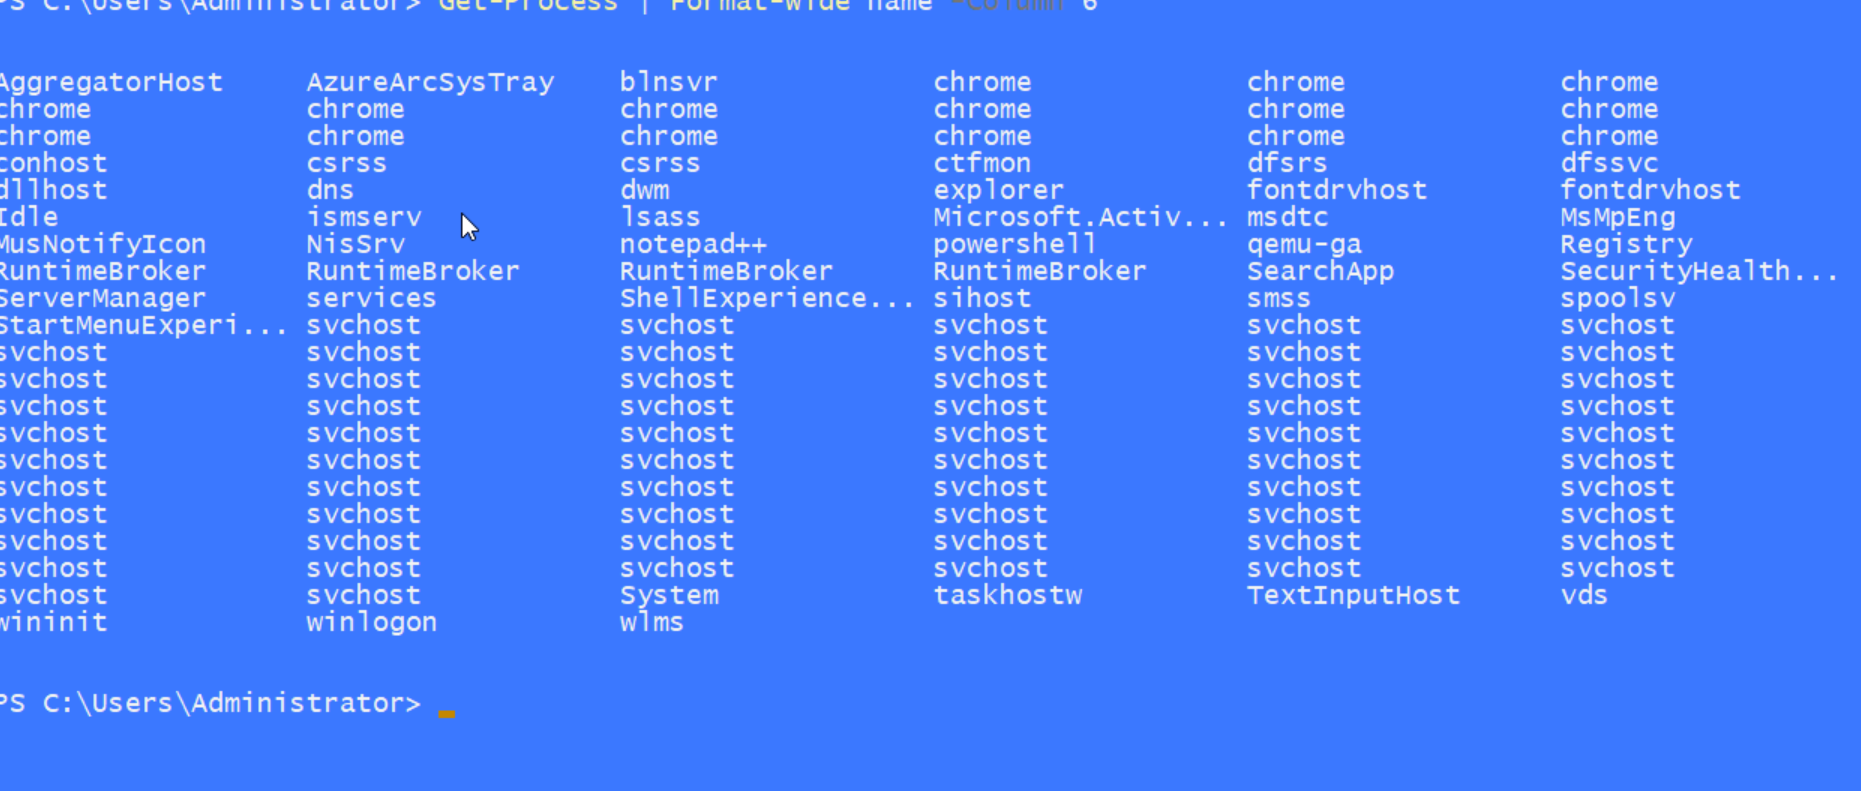 PS C:\Users\Administrator> Get-Process | Format-Wide name -Column 6
AggregatorHost AzureArcSysTray blnsvr chrome chrome chrome
chrome chrome chrome chrome chrome chrome
chrome chrome chrome chrome chrome chrome
conhost csrss csrss ctfmon dfsrs dfssvc
dllhost dns dwm explorer fontdrvhost fontdrvhost
Idle ismserv lsass Microsoft.Activ... msdtc MsMpEng
MusNotifyIcon NisSrv notepad++ powershell qemu-ga Registry
RuntimeBroker RuntimeBroker RuntimeBroker RuntimeBroker SearchApp SecurityHealth...
ServerManager services ShellExperience... sihost smss spoolsv
StartMenuExperi... svchost svchost svchost svchost svchost
svchost svchost svchost svchost svchost svchost
svchost svchost svchost svchost svchost svchost
svchost svchost svchost svchost svchost svchost
svchost svchost svchost svchost svchost svchost
svchost svchost svchost svchost svchost svchost
svchost svchost svchost svchost svchost svchost
svchost svchost svchost svchost svchost svchost
svchost svchost svchost svchost svchost svchost
svchost svchost svchost svchost svchost svchost
svchost svchost System taskhostw TextInputHost vds
wininit winlogon wlms
PS C:\Users\Administrator>